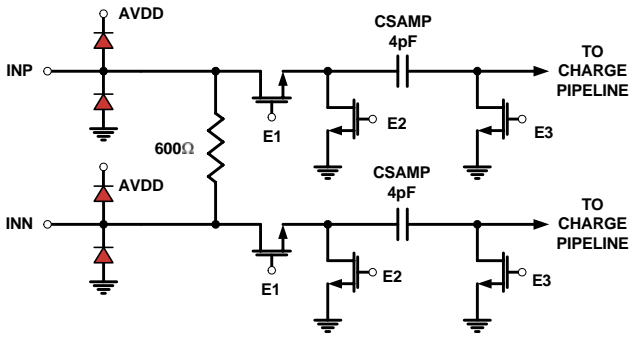 AVDD
CSAMP
4pF
TO
CHARGE
PIPELINE
INP
E1
E2
E3
600Ω
AVDD
CSAMP
4pF
TO
CHARGE
PIPELINE
INN
E1
E2
E3